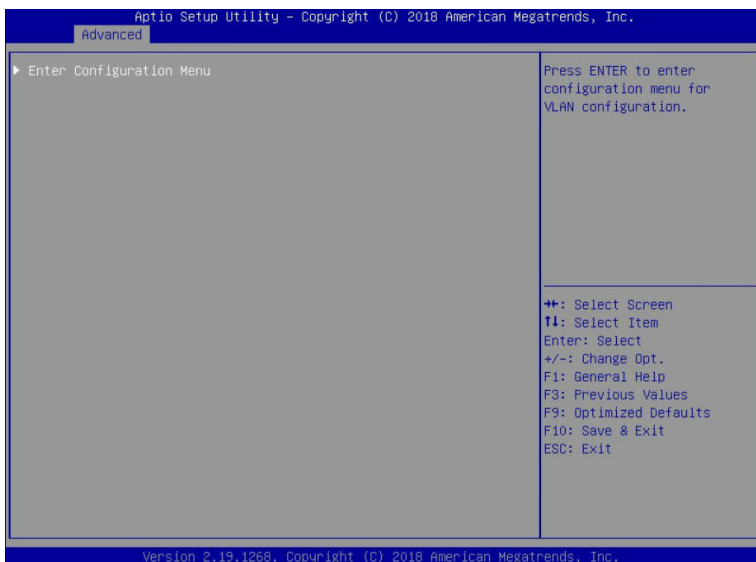 Aptio Setup Utility – Copyright (C) 2018 American Megatrends, Inc.
Advanced
▶ Enter Configuration Menu
Press ENTER to enter
configuration menu for
VLAN configuration.
→←: Select Screen
↑↓: Select Item
Enter: Select
+/-: Change Opt.
F1: General Help
F3: Previous Values
F9: Optimized Defaults
F10: Save & Exit
ESC: Exit
Version 2.19.1268. Copyright (C) 2018 American Megatrends, Inc.